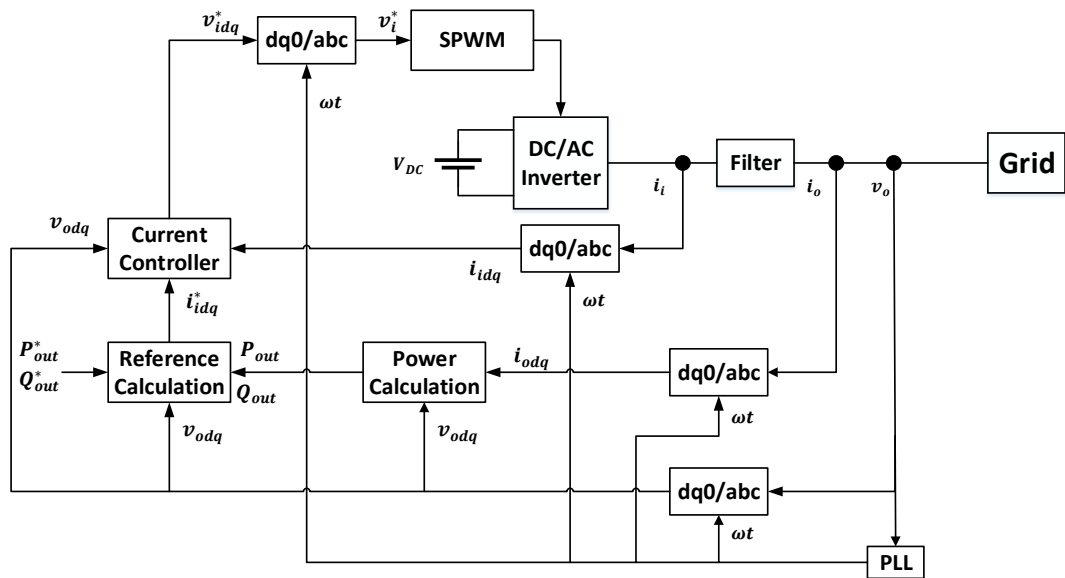 v*idq
dq0/abc
v*i
SPWM
ωt
VDC
DC/AC
Inverter
ii
Filter
io
vo
Grid
vodq
Current
Controller
dq0/abc
iidq
ωt
i*idq
P*out
Q*out
Reference
Calculation
Pout
Qout
Power
Calculation
iodq
dq0/abc
ωt
vodq
vodq
dq0/abc
ωt
PLL